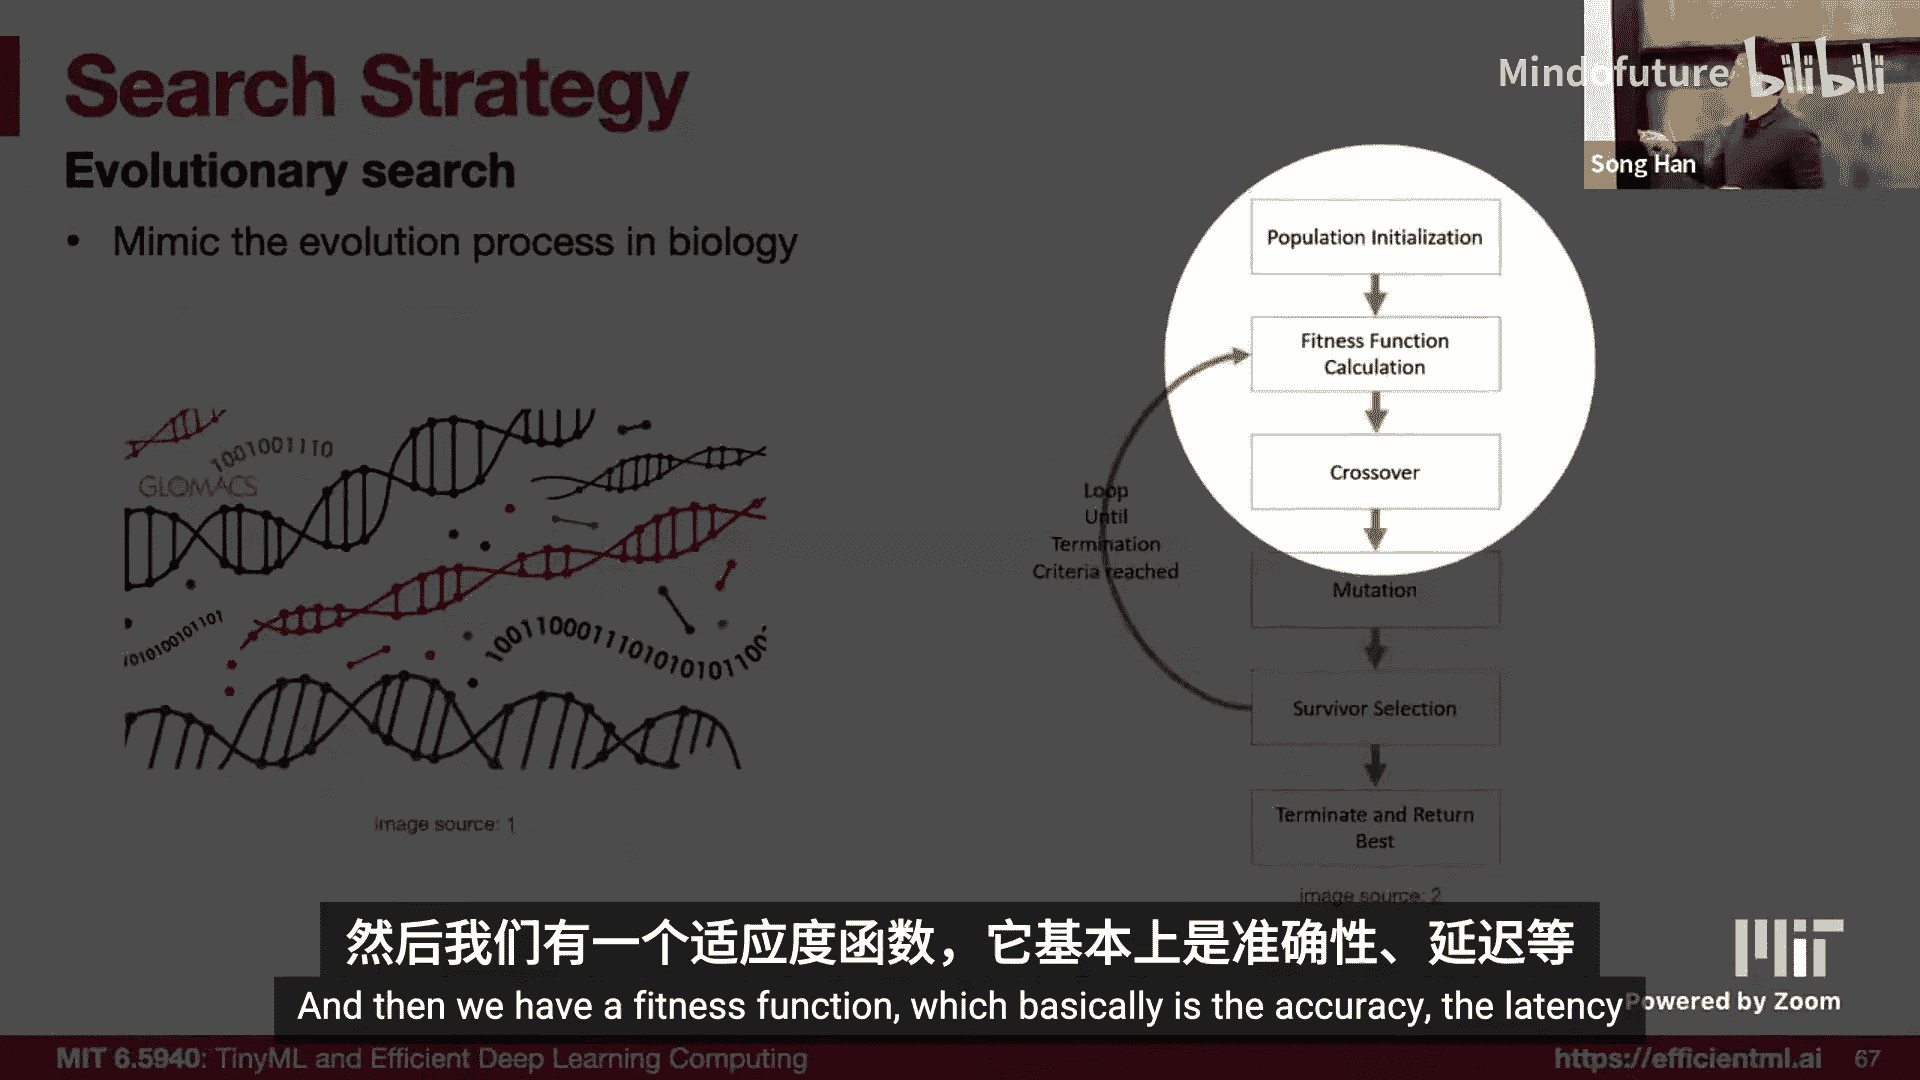 Search Strategy
Mindofuture bilibili
Song Han
Evolutionary search
• Mimic the evolution process in biology
Population Initialization
Fitness Function
Calculation
Crossover
Mutation
Survivor Selection
Terminate and Return
Best
Loop
Until
Termination
Criteria reached
1001001110
GLOMACS
image source: 1
image source: 2
然后我们有一个适应度函数，它基本上是准确性、延迟等
And then we have a fitness function, which basically is the accuracy, the latency
MIT
Powered by Zoom
MIT 6.5940: TinyML and Efficient Deep Learning Computing
https://efficientml.ai
67